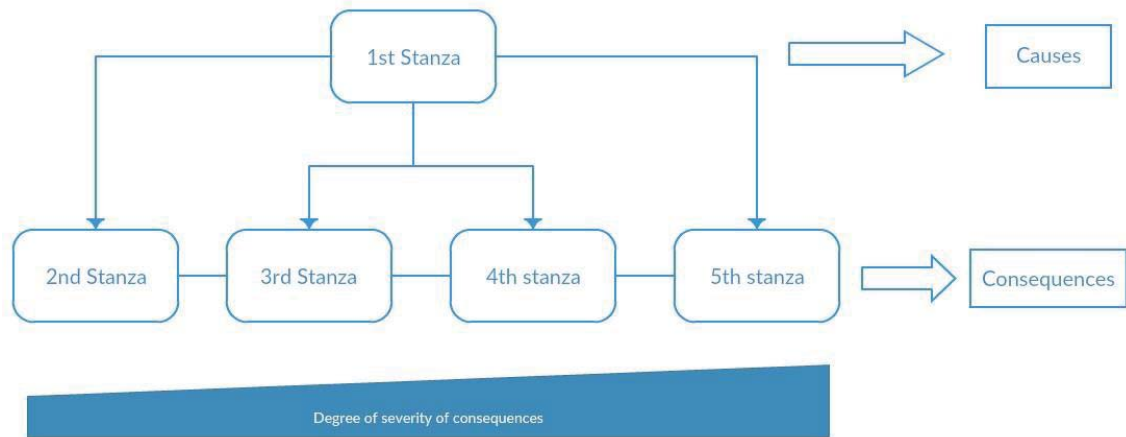 1st Stanza
Causes
2nd Stanza
3rd Stanza
4th stanza
5th stanza
Consequences
Degree of severity of consequences